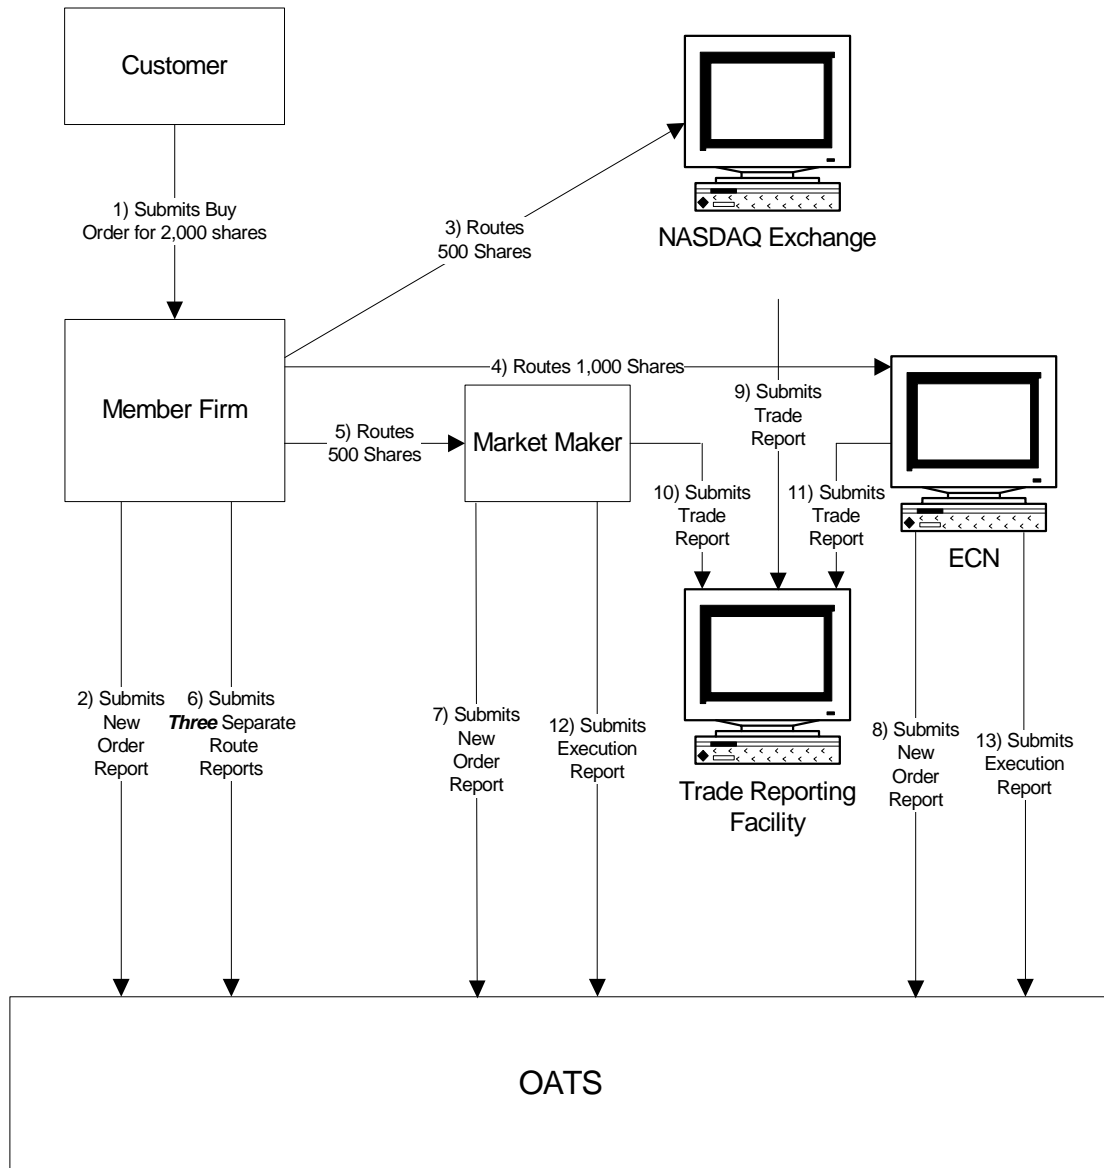 Customer
1) Submits Buy
Order for 2,000 shares
3) Routes
500 Shares
NASDAQ Exchange
Member Firm
4) Routes 1,000 Shares
5) Routes
500 Shares
Market Maker
9) Submits
Trade
Report
10) Submits
Trade
Report
11) Submits
Trade
Report
ECN
2) Submits
New
Order
Report
6) Submits
Three Separate
Route
Reports
7) Submits
New
Order
Report
12) Submits
Execution
Report
Trade Reporting
Facility
8) Submits
New
Order
Report
13) Submits
Execution
Report
OATS